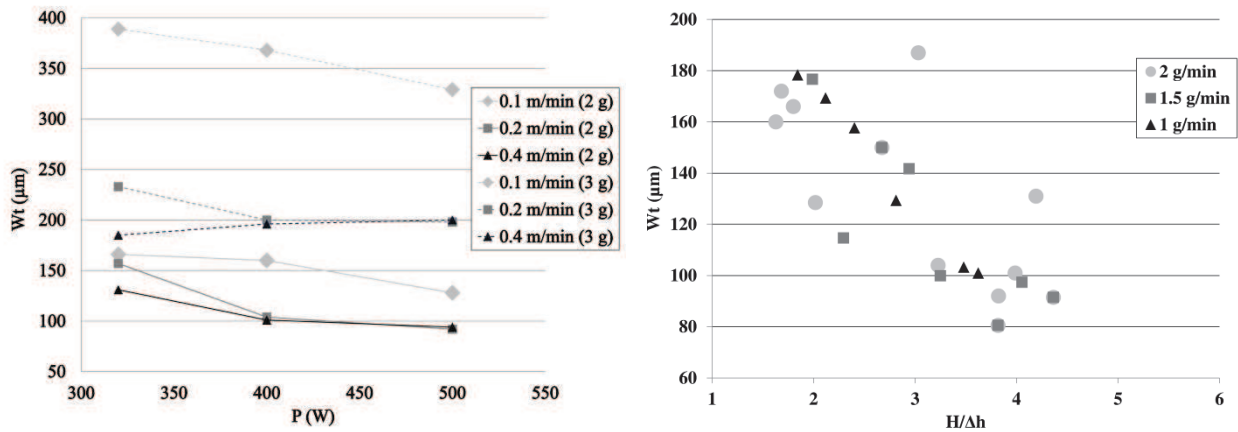 400
350
300
250
200
150
100
50
300
350
400
450
500
550
Wt (μm)
P (W)
0.1 m/min (2 g)
0.2 m/min (2 g)
0.4 m/min (2 g)
0.1 m/min (3 g)
0.2 m/min (3 g)
0.4 m/min (3 g)
200
180
160
140
120
100
80
60
1
2
3
4
5
6
Wt (μm)
H/Δh
2 g/min
1.5 g/min
1 g/min